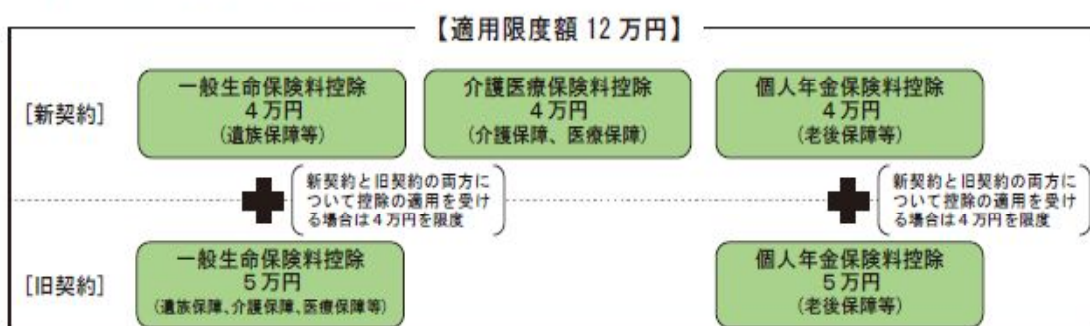 【適用限度額12万円】
[新契約]
一般生命保険料控除
4万円
(遺族保障等)
介護医療保険料控除
4万円
(介護保障、医療保障)
個人年金保険料控除
4万円
(老後保障等)
新契約と旧契約の両方に
ついて控除の適用を受け
る場合は4万円を限度
新契約と旧契約の両方に
ついて控除の適用を受け
る場合は4万円を限度
[旧契約]
一般生命保険料控除
5万円
(遺族保障、介護保障、医療保障等)
個人年金保険料控除
5万円
(老後保障等)